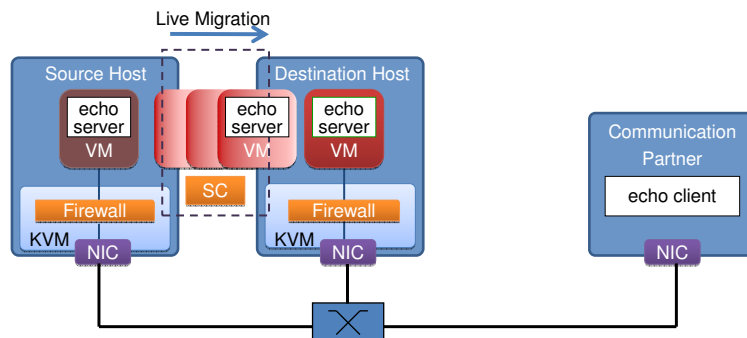 Live Migration
Source Host
Destination Host
echo
server
VM
echo
server
VM
echo
server
VM
SC
Firewall
KVM
NIC
Firewall
KVM
NIC
Communication
Partner
echo client
NIC